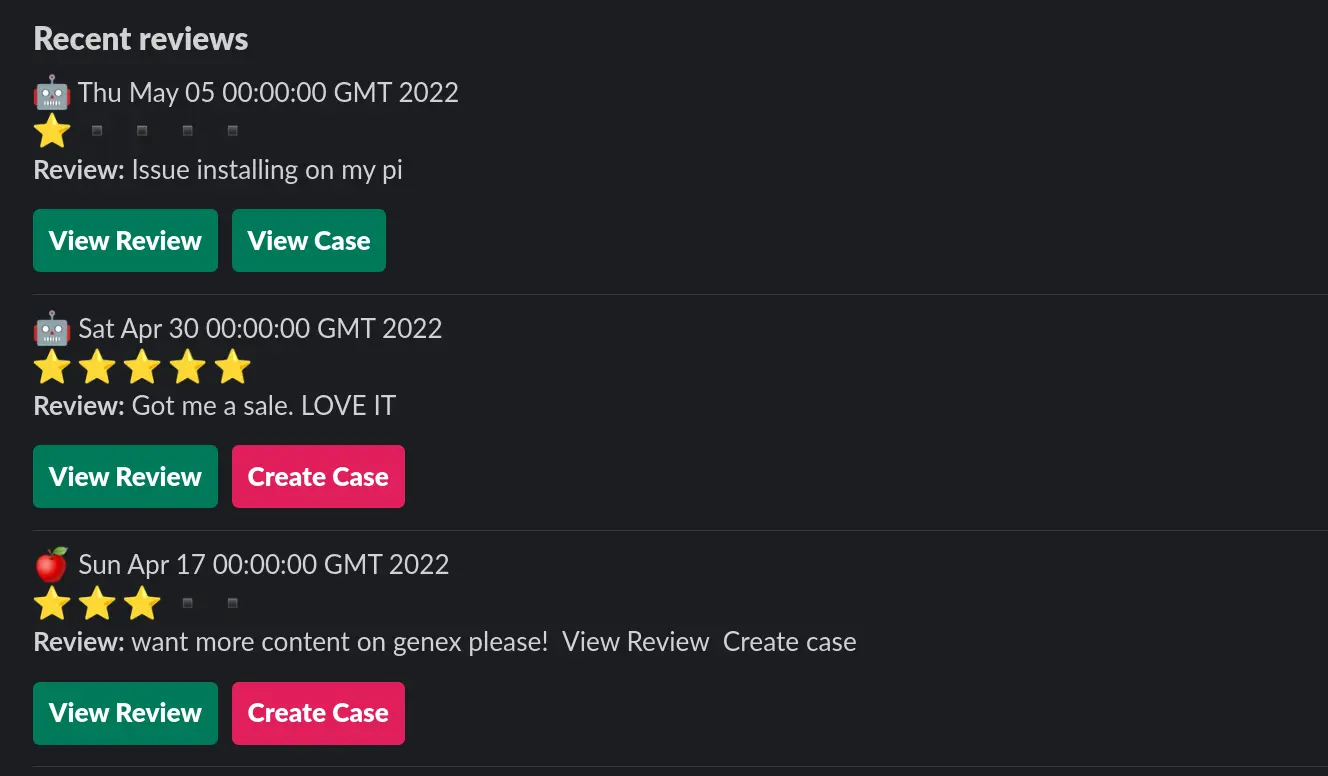 Recent reviews
🤖 Thu May 05 00:00:00 GMT 2022
⭐▪️▪️▪️▪️
Review: Issue installing on my pi
View Review View Case
🤖 Sat Apr 30 00:00:00 GMT 2022
⭐⭐⭐⭐⭐
Review: Got me a sale. LOVE IT
View Review Create Case
🍎 Sun Apr 17 00:00:00 GMT 2022
⭐⭐⭐▪️▪️
Review: want more content on genex please!  View Review  Create case
View Review Create Case